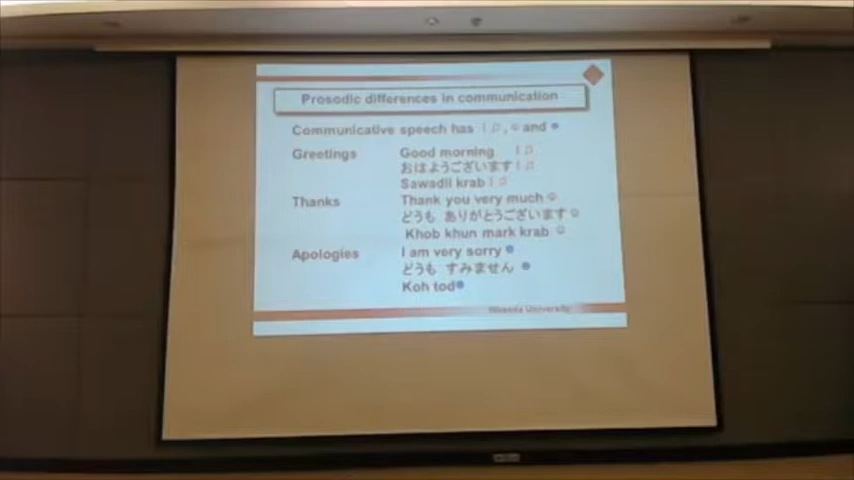 Prosodic differences in communication
Communicative speech has !♫, ☺ and ●
Greetings Good morning !♫
おはようございます!♫
Sawadii krab !♫
Thanks Thank you very much ☺
どうも ありがとうございます ☺
Khob khun mark krab ☺
Apologies I am very sorry ●
どうも すみません ●
Koh tod●
University